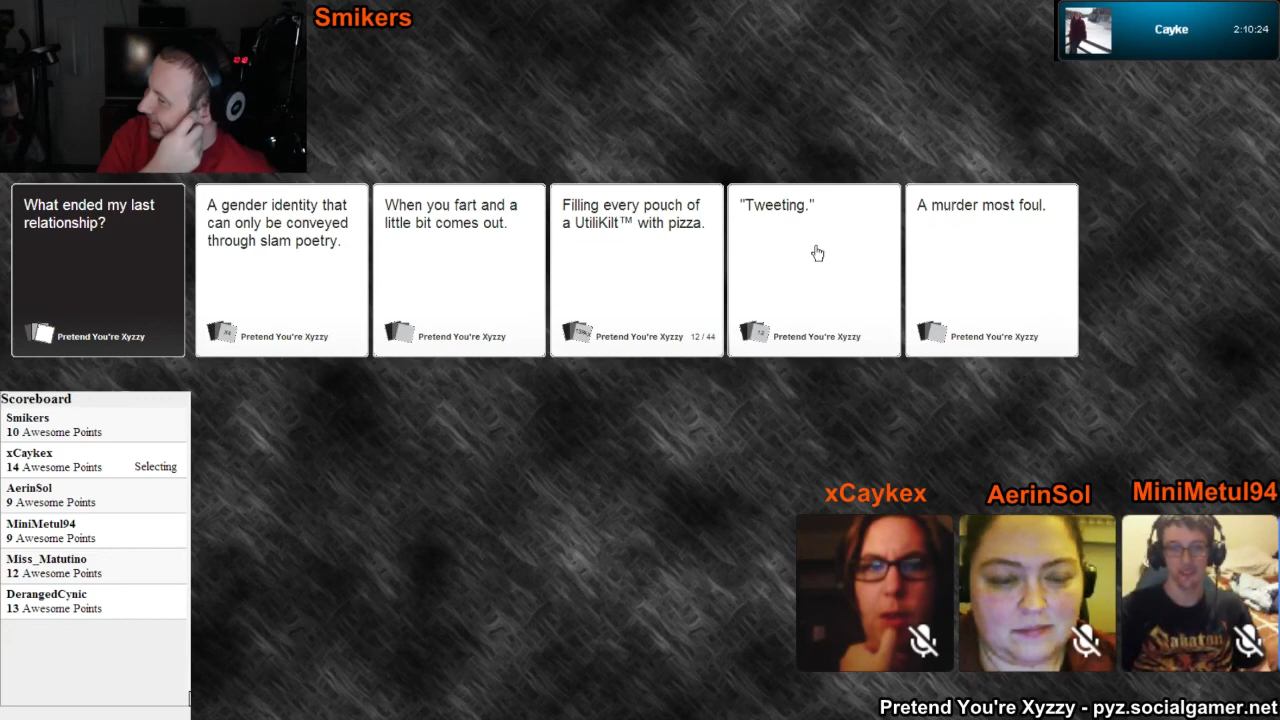 Smikers
Cayke
2:10:24
What ended my last
relationship?
Pretend You're Xyzzy
A gender identity that
can only be conveyed
through slam poetry.
X4
Pretend You're Xyzzy
When you fart and a
little bit comes out.
Pretend You're Xyzzy
Filling every pouch of
a UtiliKilt™ with pizza.
Pretend You're Xyzzy 12 / 44
"Tweeting."
Pretend You're Xyzzy
A murder most foul.
Pretend You're Xyzzy
Scoreboard
Smikers
10 Awesome Points
xCaykex
14 Awesome Points Selecting
AerinSol
9 Awesome Points
MiniMetul94
9 Awesome Points
Miss_Matutino
12 Awesome Points
DerangedCynic
13 Awesome Points
xCaykex
AerinSol
MiniMetul94
Sabaton
Pretend You're Xyzzy - pyz.socialgamer.net